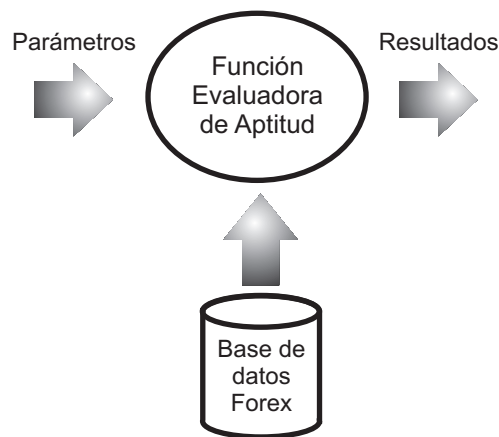 Parámetros
Función
Evaluadora
de Aptitud
Resultados
Base de
datos
Forex